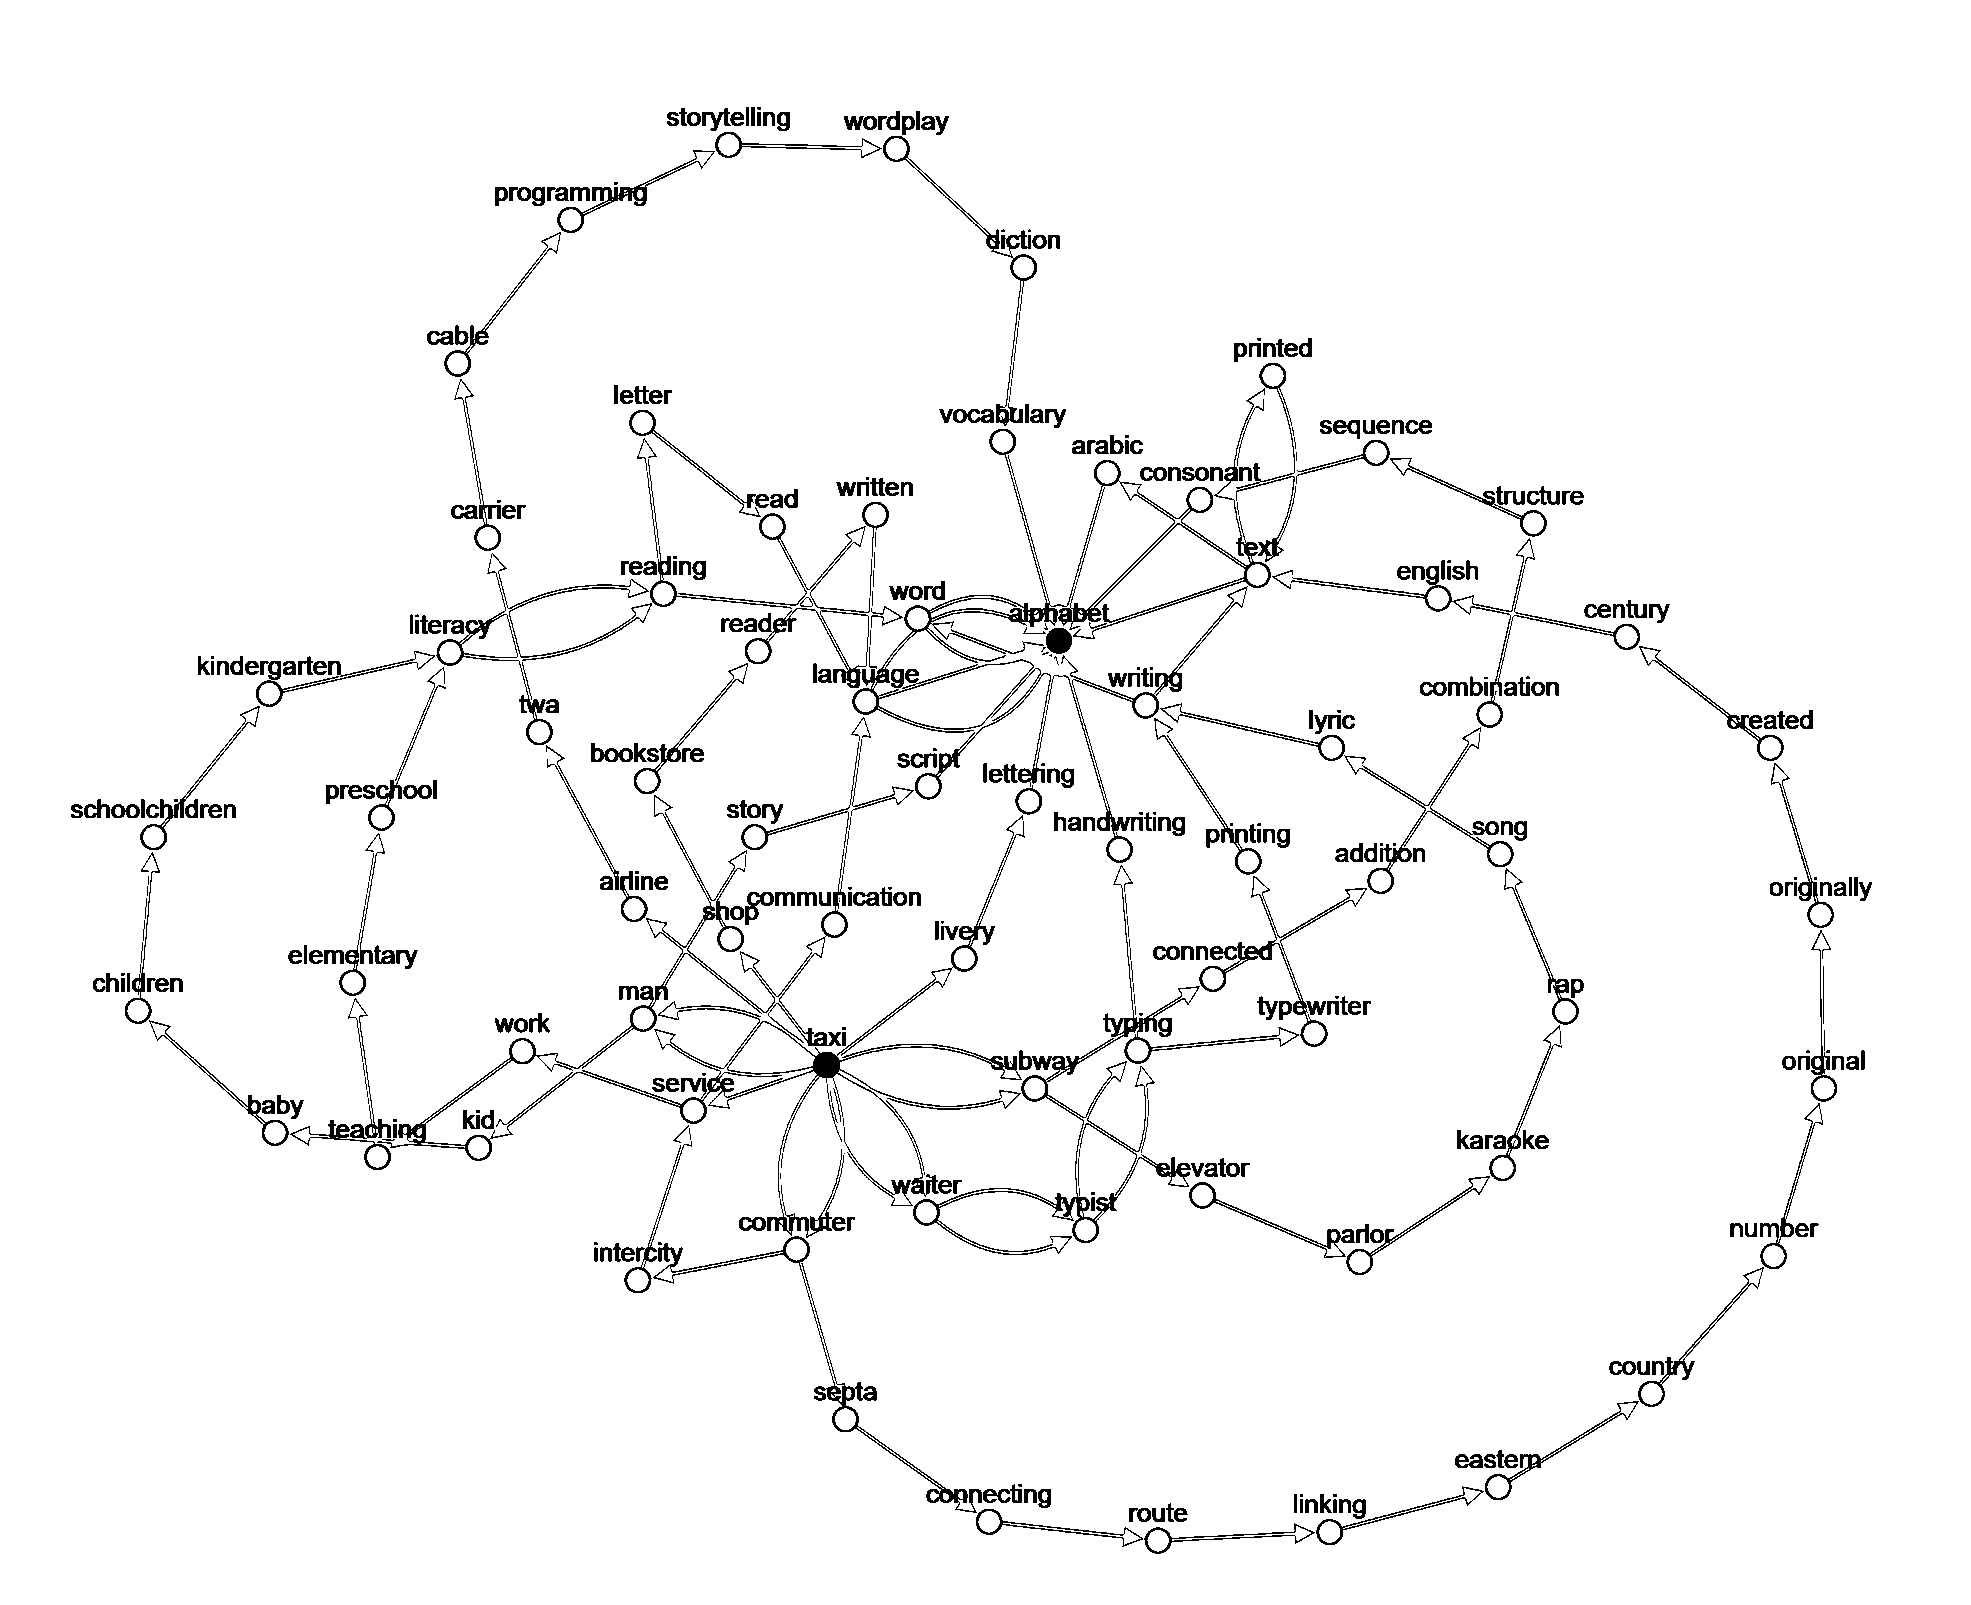 storytelling
wordplay
programming
diction
cable
printed
letter
vocabulary
sequence
arabic
consonant
written
read
structure
carrier
text
reading
english
word
alphabet
century
literacy
reader
kindergarten
language
writing
combination
twa
lyric
created
bookstore
script
lettering
preschool
schoolchildren
story
handwriting
printing
song
addition
airline
originally
communication
shop
livery
connected
elementary
children
rap
man
typewriter
work
typing
taxi
subway
original
service
baby
kid
teaching
karaoke
elevator
waiter
typist
commuter
number
parlor
intercity
country
septa
eastern
connecting
linking
route